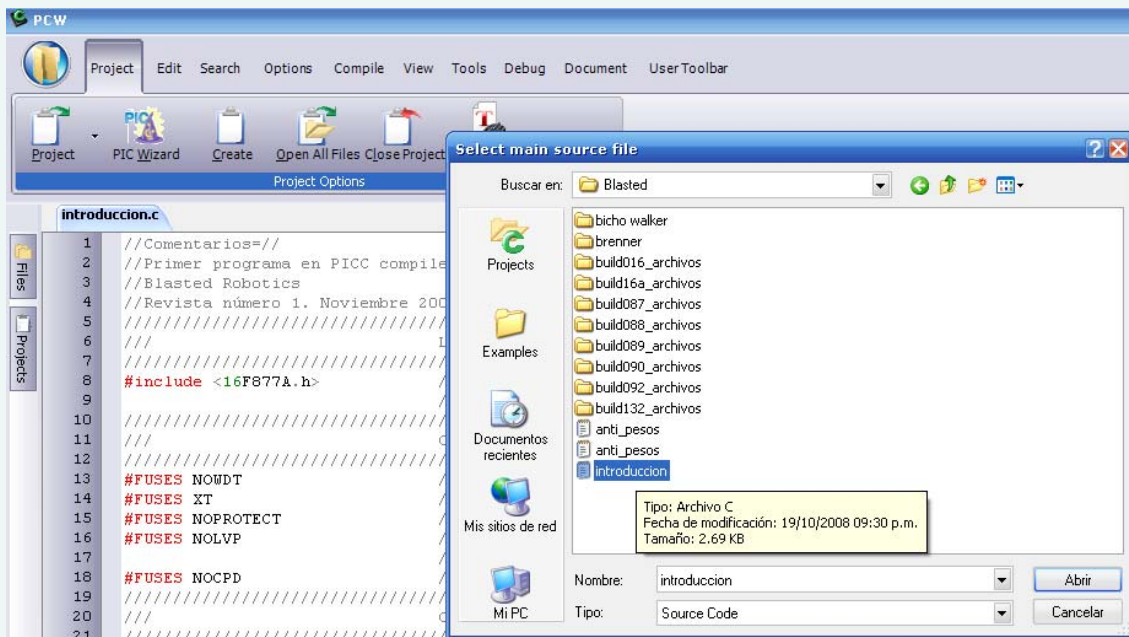 PCW
Project Edit Search Options Compile View Tools Debug Document User Toolbar
Project PIC Wizard Create Open All Files Close Project
Project Options
introduccion.c
Files
Projects
1 //Comentarios=//
2 //Primer programa en PICC compile
3 //Blasted Robotics
4 //Revista número 1. Noviembre 200
5 /////////////////////////////////
6 ///
7 /////////////////////////////////
8 #include <16F877A.h> /
9 /
10 /////////////////////////////////
11 ///
12 /////////////////////////////////
13 #FUSES NOWDT /
14 #FUSES XT /
15 #FUSES NOPROTECT /
16 #FUSES NOLVP /
17 /
18 #FUSES NOCPD /
19 /////////////////////////////////
20 ///
21 /////////////////////////////////
Select main source file
Buscar en: Blasted
Projects
Examples
Documentos recientes
Mis sitios de red
Mi PC
bicho walker
brenner
build016_archivos
build16a_archivos
build087_archivos
build088_archivos
build089_archivos
build090_archivos
build092_archivos
build132_archivos
anti_pesos
anti_pesos
introduccion
Tipo: Archivo C
Fecha de modificación: 19/10/2008 09:30 p.m.
Tamaño: 2.69 KB
Nombre: introduccion Abrir
Tipo: Source Code Cancelar